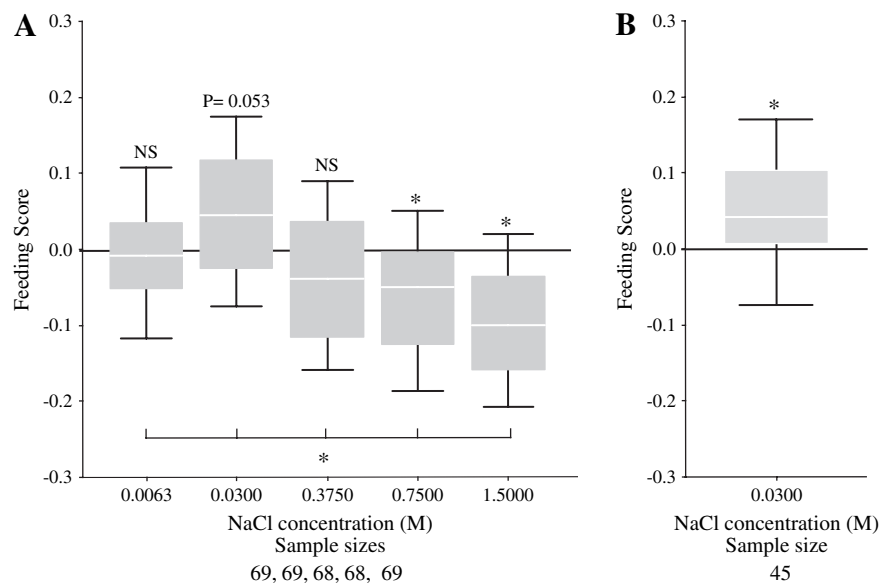 A
0.3
0.2
0.1
0.0
-0.1
-0.2
-0.3
Feeding Score
NS
P= 0.053
NS
*
*
*
0.0063 0.0300 0.3750 0.7500 1.5000
NaCl concentration (M)
Sample sizes
69, 69, 68, 68, 69
B
0.3
0.2
0.1
0.0
-0.1
-0.2
-0.3
Feeding Score
*
0.0300
NaCl concentration (M)
Sample size
45